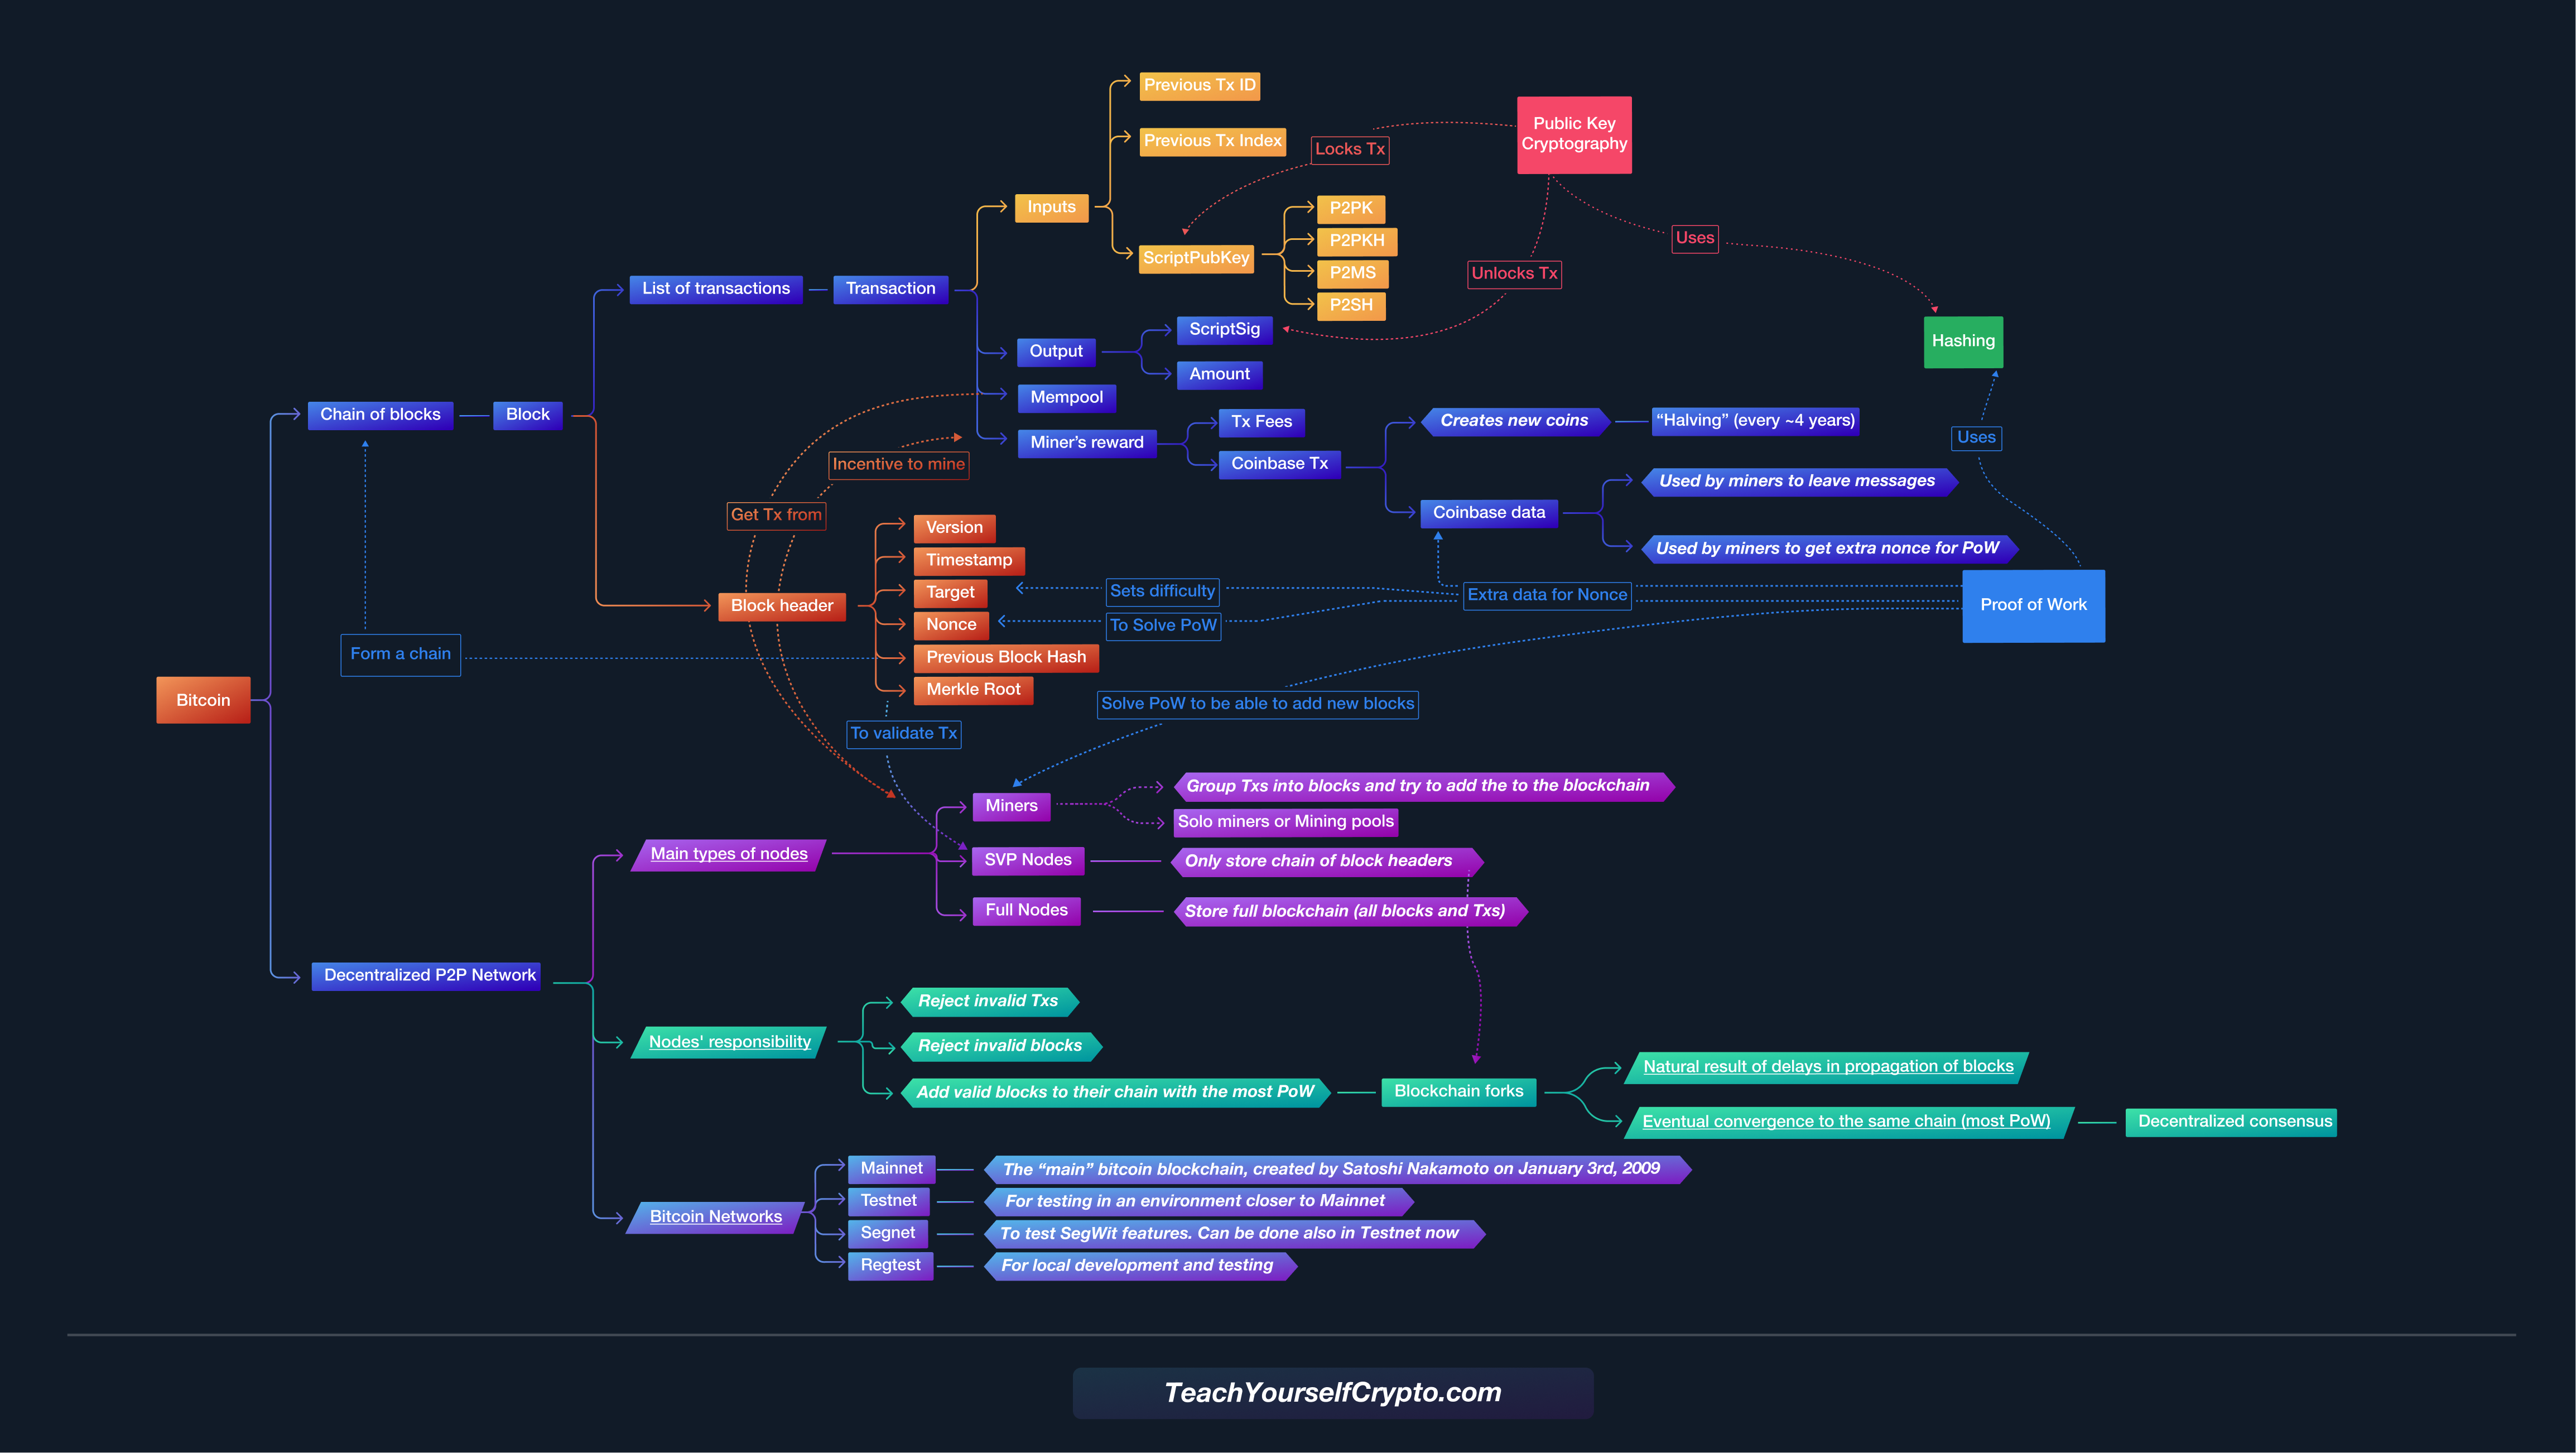 Previous Tx ID
Previous Tx Index
Public Key
Cryptography
Locks Tx
Inputs
P2PK
P2PKH
ScriptPubKey
P2MS
P2SH
Uses
Unlocks Tx
List of transactions
Transaction
ScriptSig
Output
Amount
Hashing
Mempool
Chain of blocks
Block
Tx Fees
Miner’s reward
Coinbase Tx
Creates new coins
“Halving” (every ~4 years)
Uses
Incentive to mine
Used by miners to leave messages
Get Tx from
Coinbase data
Used by miners to get extra nonce for PoW
Version
Timestamp
Target
Block header
Nonce
Previous Block Hash
Merkle Root
Sets difficulty
To Solve PoW
Extra data for Nonce
Proof of Work
Form a chain
Bitcoin
Solve PoW to be able to add new blocks
To validate Tx
Miners
Group Txs into blocks and try to add the to the blockchain
Solo miners or Mining pools
Main types of nodes
SVP Nodes
Only store chain of block headers
Full Nodes
Store full blockchain (all blocks and Txs)
Decentralized P2P Network
Reject invalid Txs
Nodes' responsibility
Reject invalid blocks
Add valid blocks to their chain with the most PoW
Blockchain forks
Natural result of delays in propagation of blocks
Eventual convergence to the same chain (most PoW)
Decentralized consensus
Mainnet
The “main” bitcoin blockchain, created by Satoshi Nakamoto on January 3rd, 2009
Testnet
For testing in an environment closer to Mainnet
Bitcoin Networks
Segnet
To test SegWit features. Can be done also in Testnet now
Regtest
For local development and testing
TeachYourselfCrypto.com